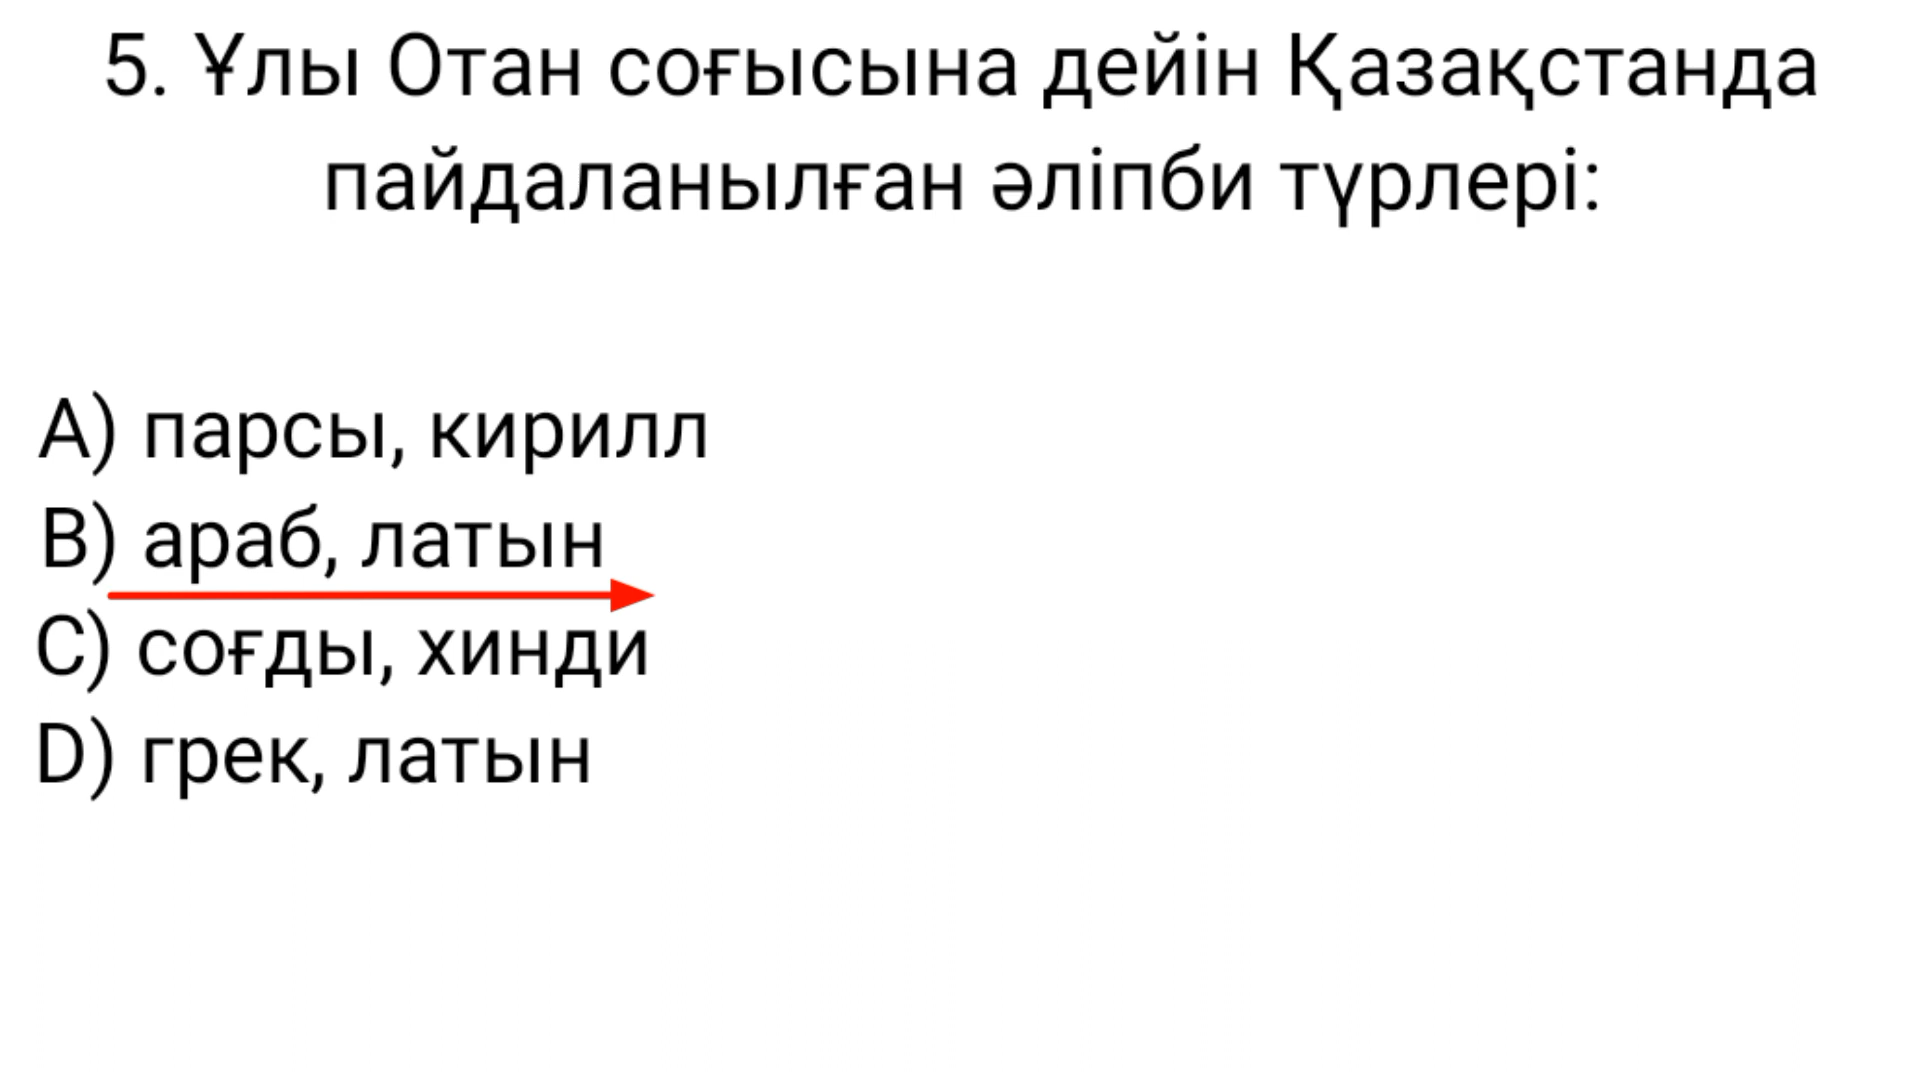 5. Ұлы Отан соғысына дейін Қазақстанда
пайдаланылған әліпби түрлері:
A) парсы, кирилл
B) араб, латын
C) соғды, хинди
D) грек, латын